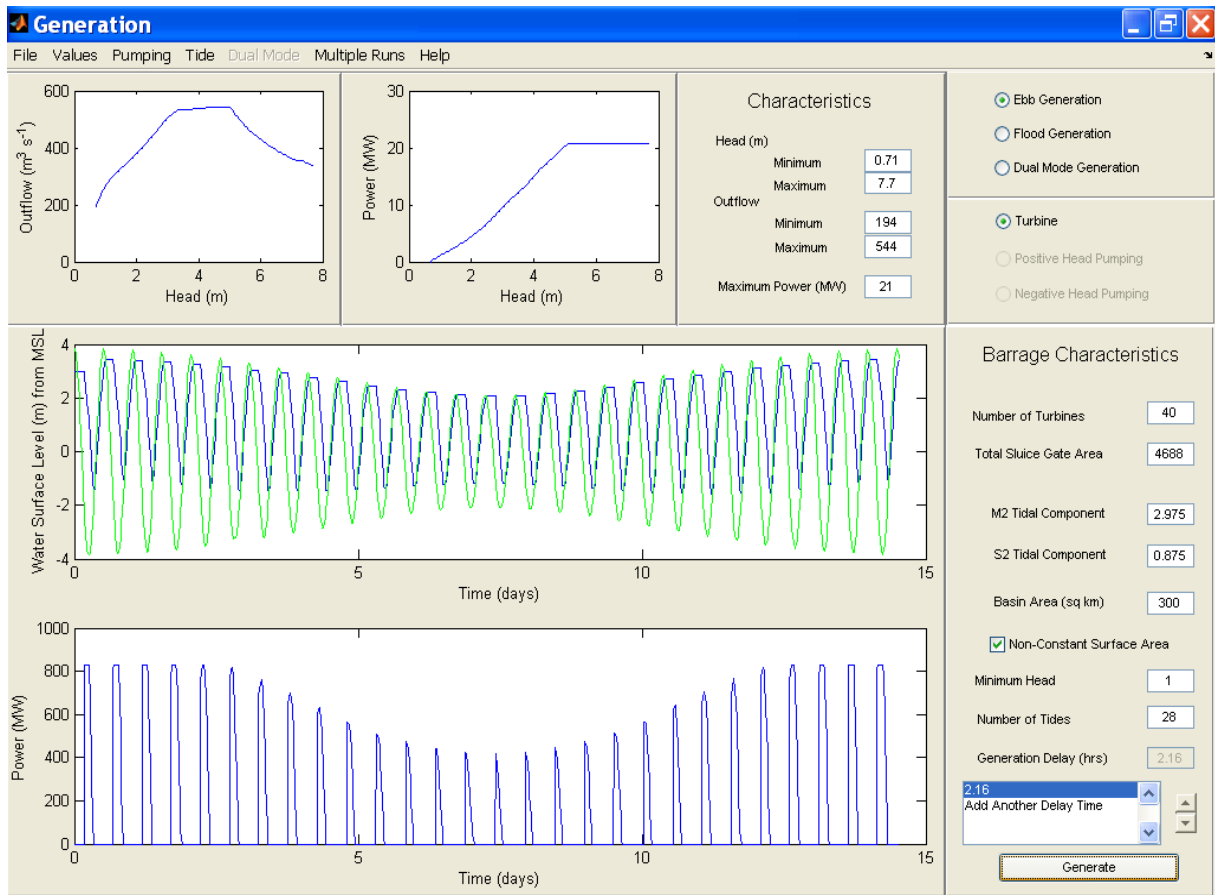 Generation
File Values Pumping Tide Dual Mode Multiple Runs Help
600
400
200
0
Outflow (m³ s⁻¹)
0 2 4 6 8
Head (m)
30
20
10
0
Power (MW)
0 2 4 6 8
Head (m)
Characteristics
Head (m)
Minimum 0.71
Maximum 7.7
Outflow
Minimum 194
Maximum 544
Maximum Power (MW) 21
Ebb Generation
Flood Generation
Dual Mode Generation
Turbine
Positive Head Pumping
Negative Head Pumping
4
2
0
-2
-4
Water Surface Level (m) from MSL
0 5 10 15
Time (days)
1000
800
600
400
200
0
Power (MW)
0 5 10 15
Time (days)
Barrage Characteristics
Number of Turbines 40
Total Sluice Gate Area 4688
M2 Tidal Component 2.975
S2 Tidal Component 0.875
Basin Area (sq km) 300
Non-Constant Surface Area
Minimum Head 1
Number of Tides 28
Generation Delay (hrs) 2.16
2.16
Add Another Delay Time
Generate